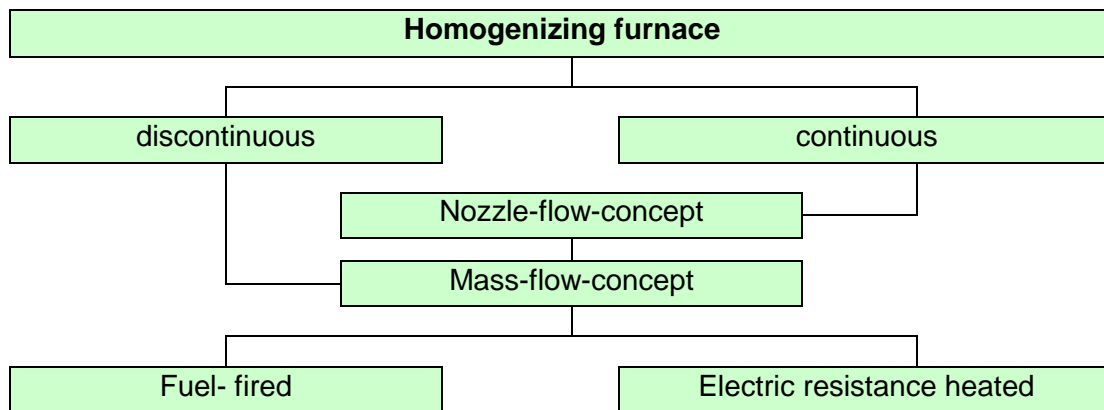 Homogenizing furnace
discontinuous
continuous
Nozzle-flow-concept
Mass-flow-concept
Fuel- fired
Electric resistance heated